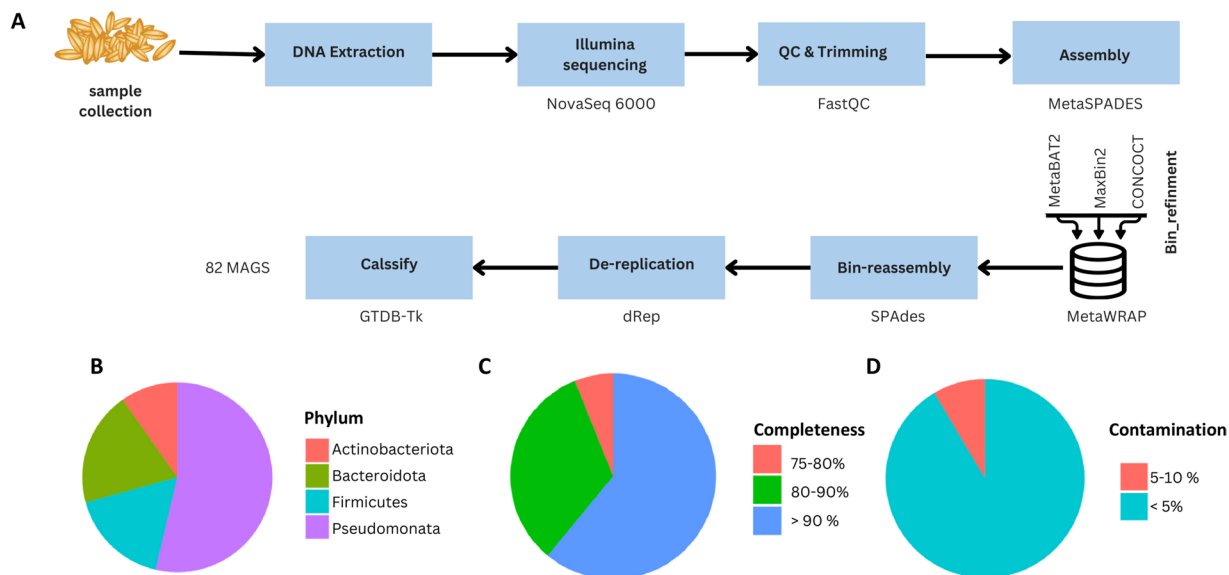 A
sample
collection
DNA Extraction
Illumina
sequencing
NovaSeq 6000
QC & Trimming
FastQC
Assembly
MetaSPADES
MetaBAT2
MaxBin2
CONCOCT
Bin_refinment
MetaWRAP
Bin-reassembly
SPAdes
De-replication
dRep
Calssify
GTDB-Tk
82 MAGS
B
Phylum
Actinobacteriota
Bacteroidota
Firmicutes
Pseudomonata
C
Completeness
75-80%
80-90%
> 90 %
D
Contamination
5-10 %
< 5%